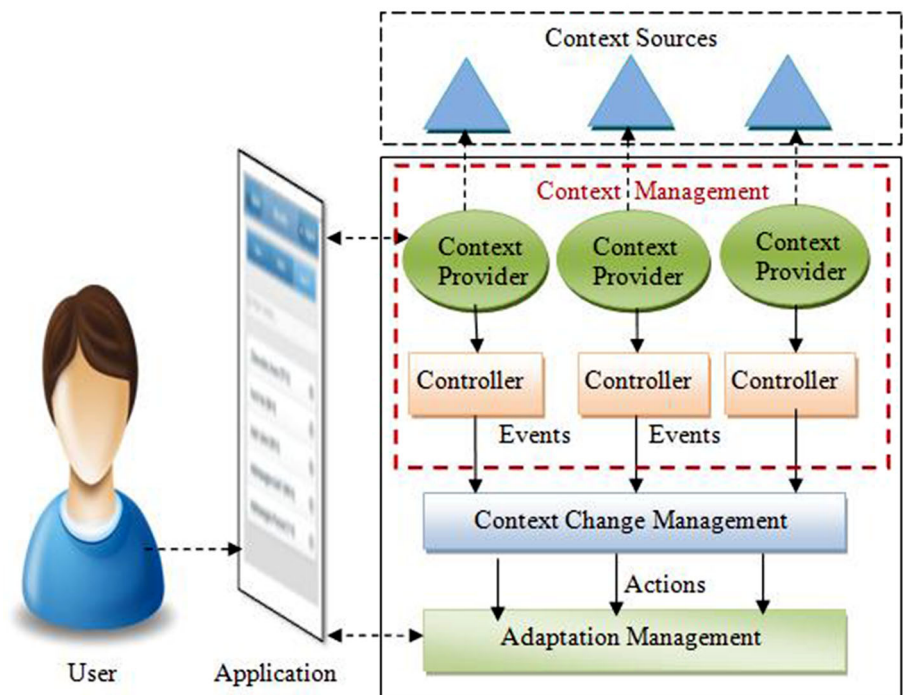 Context Sources
Context Management
Context
Provider
Context
Provider
Context
Provider
Controller
Controller
Controller
Events
Events
Context Change Management
Actions
Adaptation Management
User
Application